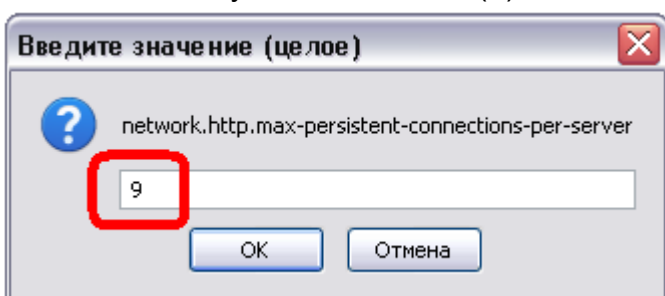 Введите значение (целое)
network.http.max-persistent-connections-per-server
9
OK
Отмена